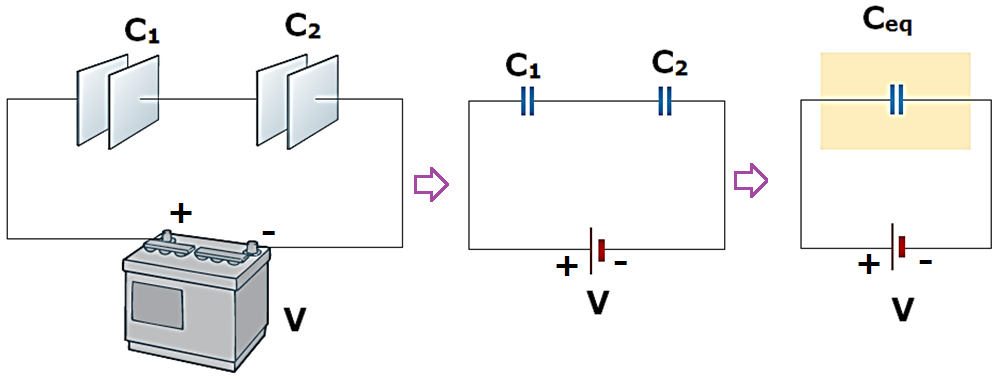 C₁
C₂
+
-
V
C₁
C₂
+
-
V
Ceq
+
-
V